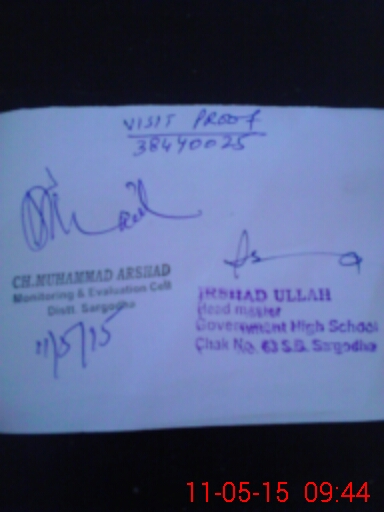 VISIT PROOF
38440025
CH.MUHAMMAD ARSHAD
Monitoring & Evaluation Cell
Distt. Sargodha
11/5/15
IRSHAD ULLAH
Head master
Government High School
Chak No. 63 S.B. Sargodha
11-05-15 09:44